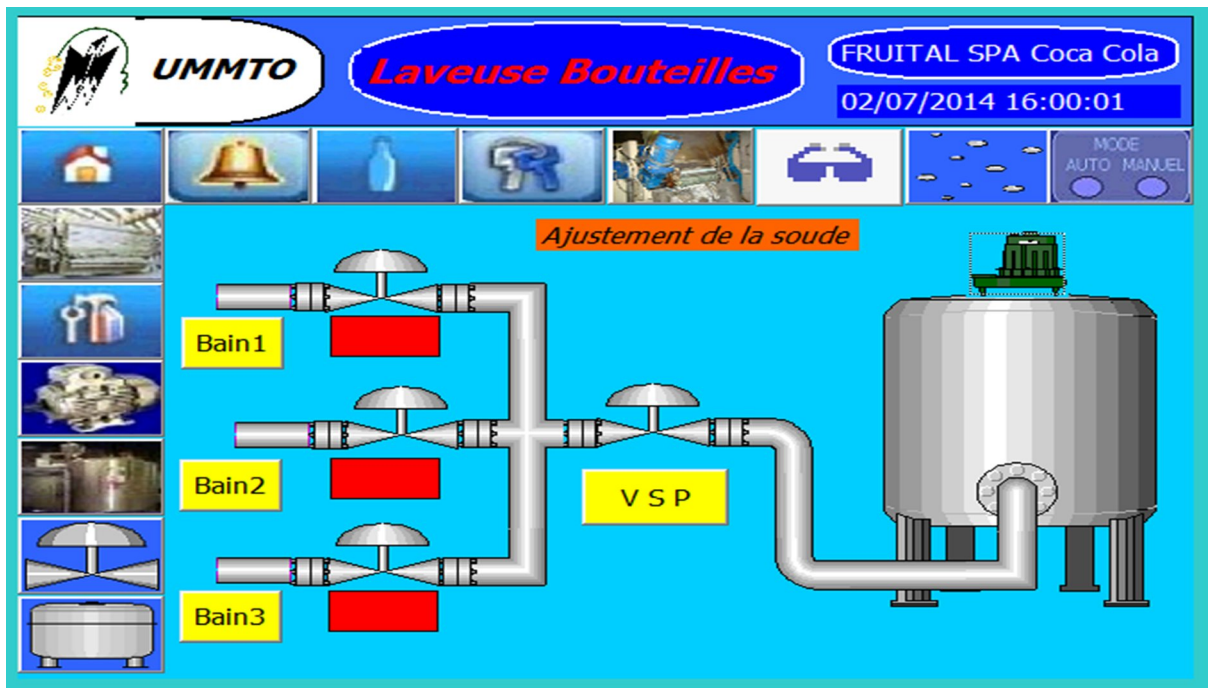 UMMTO
Laveuse Bouteilles
FRUITAL SPA Coca Cola
02/07/2014 16:00:01
MODE
AUTO MANUEL
Ajustement de la soude
Bain1
Bain2
V S P
Bain3